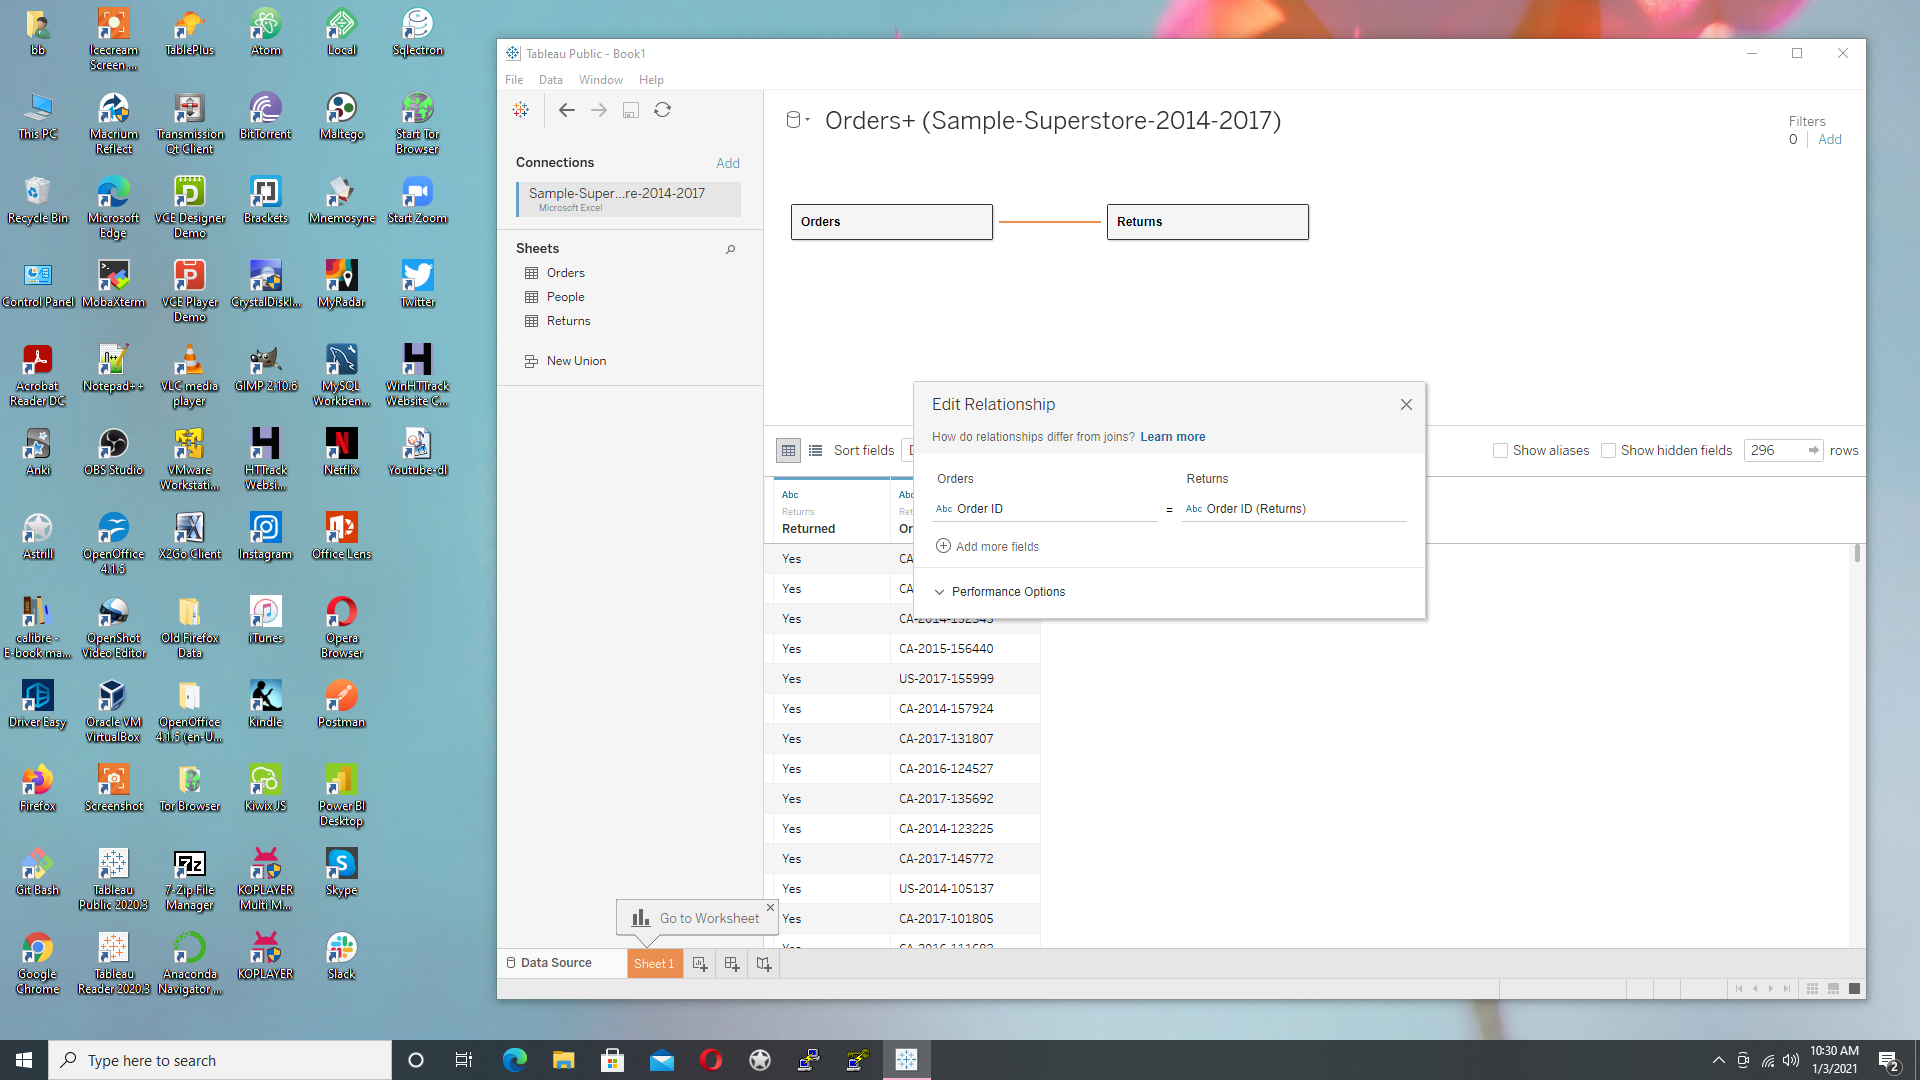 bb
Icecream
Screen ...
TablePlus
Atom
Local
Sqlectron
This PC
Macrium
Reflect
Transmission
Qt Client
BitTorrent
Maltego
Start Tor
Browser
Recycle Bin
Microsoft
Edge
VCE Designer
Demo
Brackets
Mnemosyne
Start Zoom
Control Panel
MobaXterm
VCE Player
Demo
CrystalDiskI...
MyRadar
Twitter
Acrobat
Reader DC
Notepad++
VLC media
player
GIMP 2.10.6
MySQL
Workben...
WinHTTrack
Website C...
Anki
OBS Studio
VMware
Workstati...
HTTrack
Websi...
Netflix
Youtube-dl
Astrill
OpenOffice
4.1.5
X2Go Client
Instagram
Office Lens
calibre -
E-book ma...
OpenShot
Video Editor
Old Firefox
Data
iTunes
Opera
Browser
Driver Easy
Oracle VM
VirtualBox
OpenOffice
4.1.5 (en-U...
Kindle
Postman
Firefox
Screenshot
Tor Browser
Kiwix JS
Power BI
Desktop
Git Bash
Tableau
Public 2020.3
7-Zip File
Manager
KOPLAYER
Multi M...
Skype
Google
Chrome
Tableau
Reader 2020.3
Anaconda
Navigator ...
KOPLAYER
Slack
Tableau Public - Book1
File Data Window Help
Connections Add
Sample-Super...re-2014-2017
Microsoft Excel
Sheets
Orders
People
Returns
New Union
Orders+ (Sample-Superstore-2014-2017)
Filters
0 Add
Orders Returns
Sort fields D
Show aliases Show hidden fields 296 rows
Edit Relationship
How do relationships differ from joins? Learn more
Orders Returns
Abc Order ID = Abc Order ID (Returns)
Add more fields
Performance Options
Abc Abc
Returns Ret
Returned Or
Yes CA
Yes CA
Yes CA-2014-152345
Yes CA-2015-156440
Yes US-2017-155999
Yes CA-2014-157924
Yes CA-2017-131807
Yes CA-2016-124527
Yes CA-2017-135692
Yes CA-2014-123225
Yes CA-2017-145772
Yes US-2014-105137
Yes CA-2017-101805
Yes CA-2016-111682
Go to Worksheet
Data Source Sheet 1
Type here to search
10:30 AM
1/3/2021
2